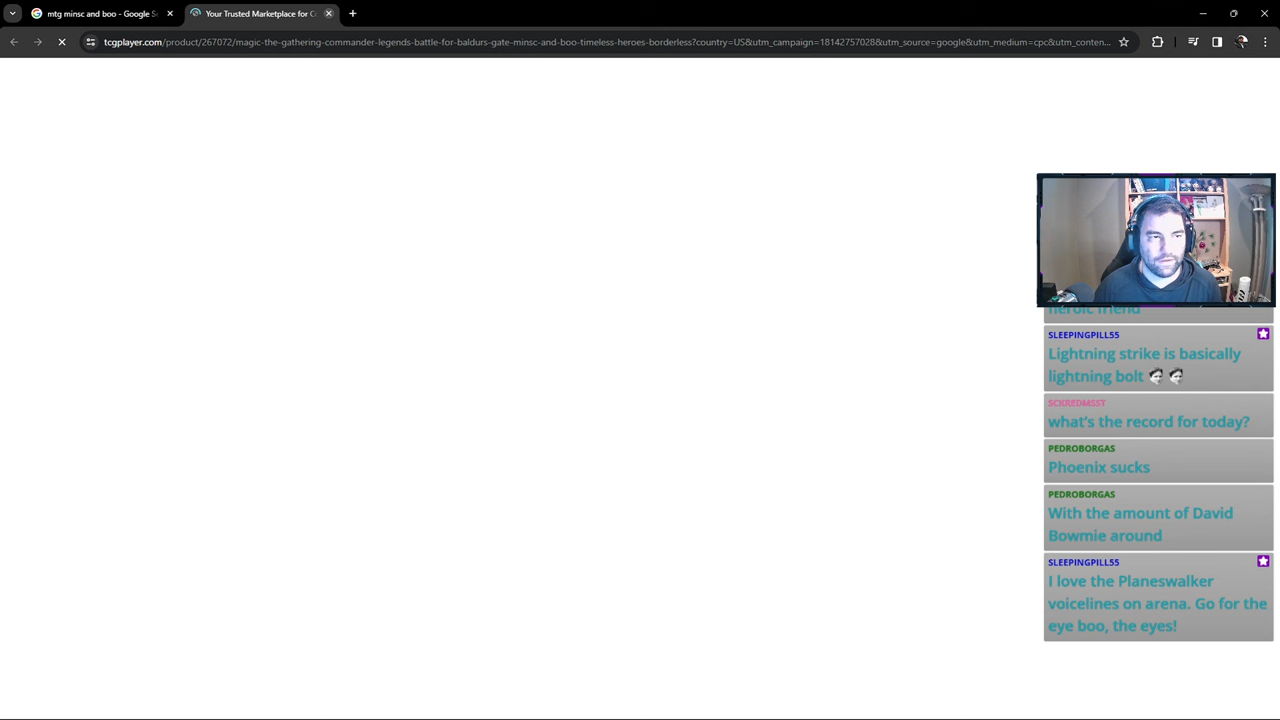 mtg minsc and boo - Google S
Your Trusted Marketplace for C
tcgplayer.com/product/267072/magic-the-gathering-commander-legends-battle-for-baldurs-gate-minsc-and-boo-timeless-heroes-borderless?country=US&utm_campaign=18142757028&utm_source=google&utm_medium=cpc&utm_conten...
heroic friend
SLEEPINGPILL55
Lightning strike is basically
lightning bolt
SCKREDMSSY
what's the record for today?
PEDROBORGAS
Phoenix sucks
PEDROBORGAS
With the amount of David
Bowmie around
SLEEPINGPILL55
I love the Planeswalker
voicelines on arena. Go for the
eye boo, the eyes!